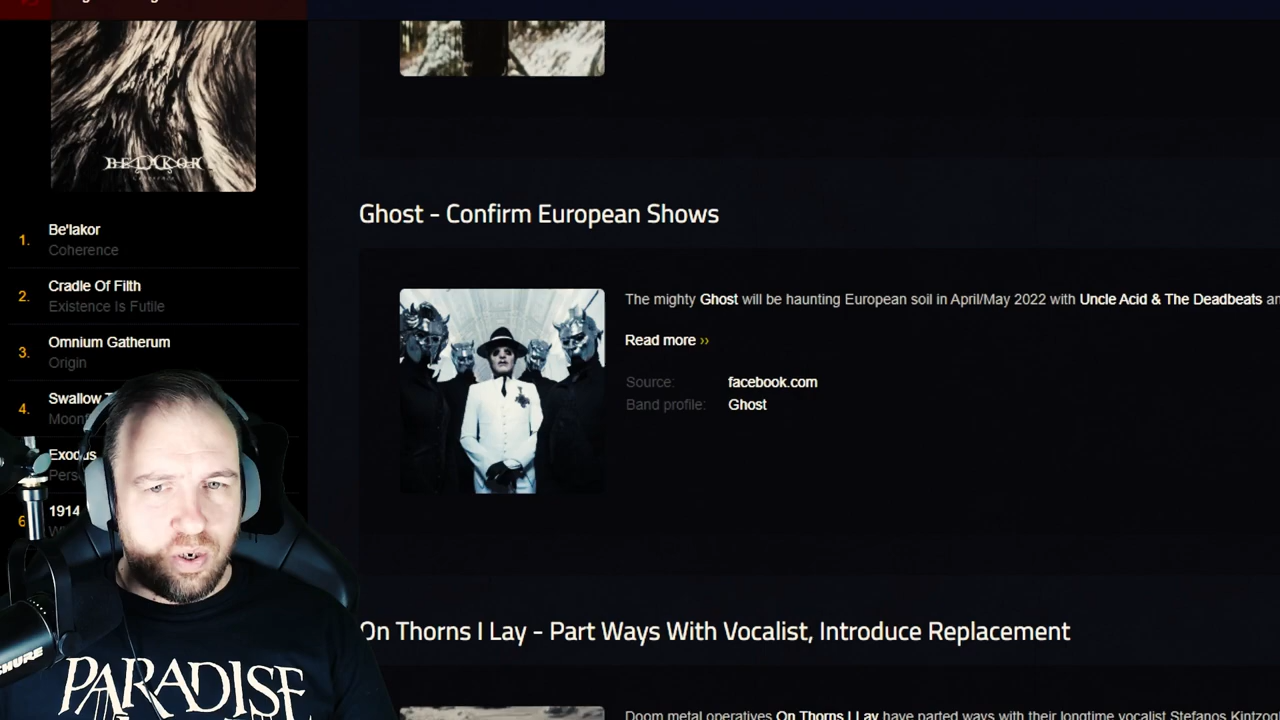 BE'LAKOR
1. Be'lakor
Coherence
2. Cradle Of Filth
Existence Is Futile
3. Omnium Gatherum
Origin
4. Swallow
5. Exodus
6 1914
Ghost - Confirm European Shows
The mighty Ghost will be haunting European soil in April/May 2022 with Uncle Acid & The Deadbeats
Read more ››
Source: facebook.com
Band profile: Ghost
On Thorns I Lay - Part Ways With Vocalist, Introduce Replacement
Doom metal operatives On Thorns I Lay have parted ways with their longtime vocalist Stefanos
SHURE
PARADISE